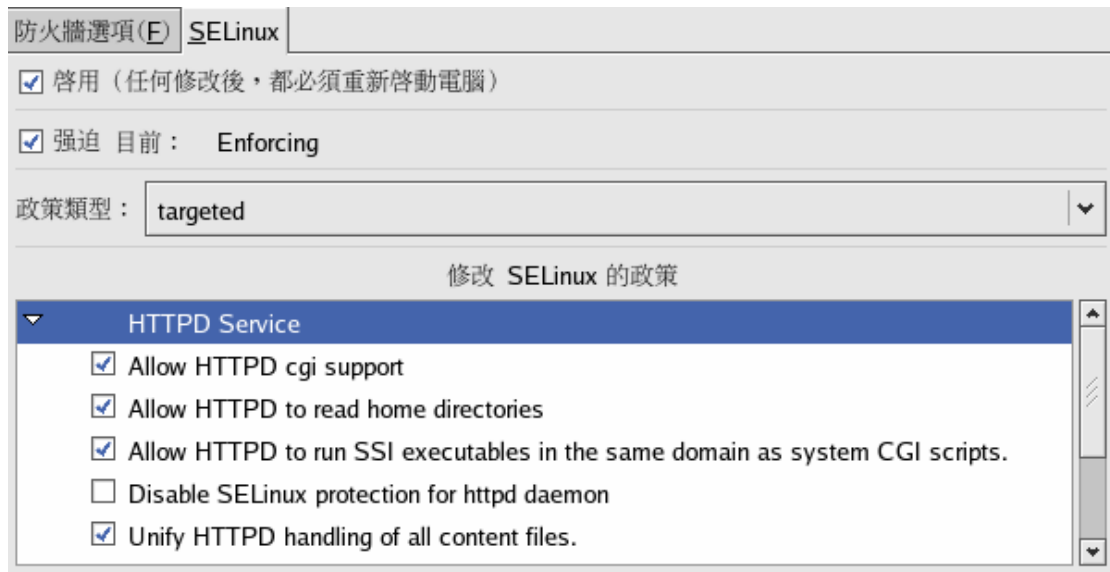 防火牆選項(F) SELinux
啓用（任何修改後，都必須重新啓動電腦）
强迫 目前： Enforcing
政策類型： targeted
修改 SELinux 的政策
HTTPD Service
Allow HTTPD cgi support
Allow HTTPD to read home directories
Allow HTTPD to run SSI executables in the same domain as system CGI scripts.
Disable SELinux protection for httpd daemon
Unify HTTPD handling of all content files.